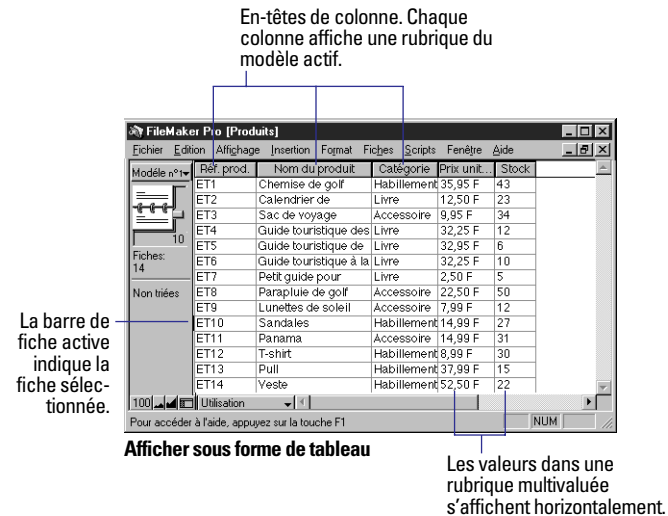 En-têtes de colonne. Chaque
colonne affiche une rubrique du
modèle actif.
FileMaker Pro [Produits]
Fichier Edition Affichage Insertion Format Fiches Scripts Fenêtre Aide
Modéle n°1 Réf. prod. Nom du produit Catégorie Prix unit... Stock
ET1 Chemise de golf Habillement 35,95 F 43
ET2 Calendrier de Livre 12,50 F 23
ET3 Sac de voyage Accessoire 9,95 F 34
ET4 Guide touristique des Livre 32,25 F 12
10 ET5 Guide touristique de Livre 32,95 F 6
Fiches: ET6 Guide touristique à la Livre 32,25 F 10
14 ET7 Petit guide pour Livre 2,50 F 5
Non triées ET8 Parapluie de golf Accessoire 22,50 F 50
ET9 Lunettes de soleil Accessoire 7,99 F 12
ET10 Sandales Habillement 14,99 F 27
ET11 Panama Accessoire 14,99 F 31
ET12 T-shirt Habillement 8,99 F 30
ET13 Pull Habillement 37,99 F 15
ET14 Veste Habillement 52,50 F 22
100 Utilisation
Pour accéder à l'aide, appuyez sur la touche F1 NUM
La barre de
fiche active
indique la
fiche sélec-
tionnée.
Afficher sous forme de tableau
Les valeurs dans une
rubrique multivaluée
s'affichent horizontalement.